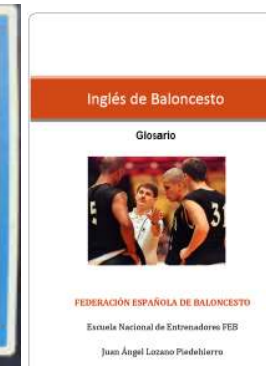 Inglés de Baloncesto
Glosario
FEDERACIÓN ESPAÑOLA DE BALONCESTO
Escuela Nacional de Entrenadores FEB
Juan Ángel Lozano Piedehierro